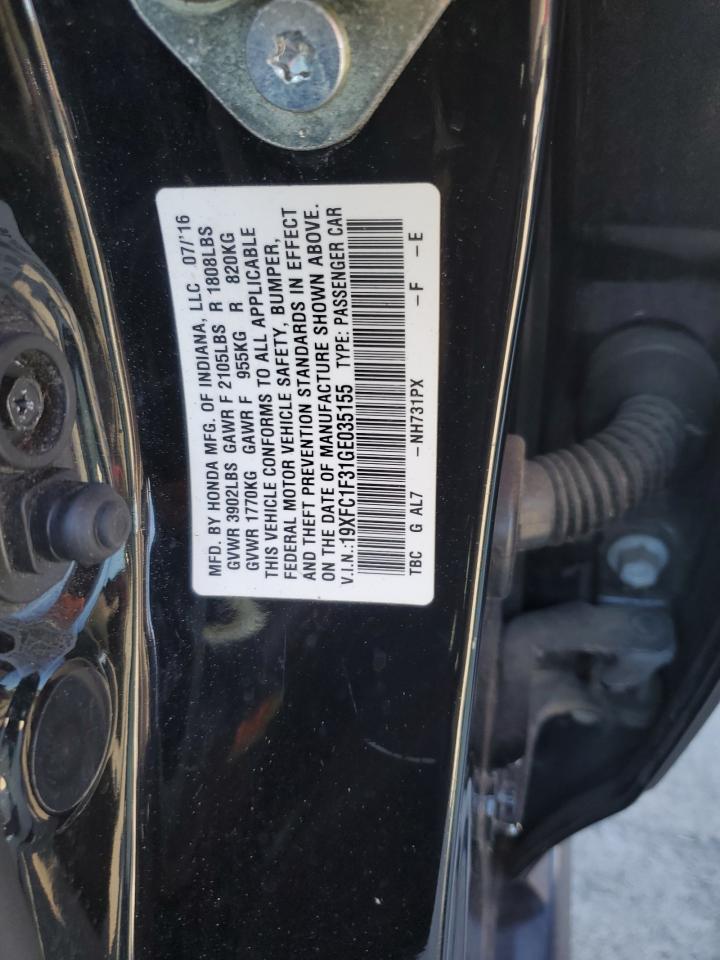 MFD. BY HONDA MFG. OF INDIANA, LLC 07/'16
GVWR 3902LBS GAWR F 2105LBS R 1808LBS
GVWR 1770KG GAWR F 955KG R 820KG
THIS VEHICLE CONFORMS TO ALL APPLICABLE
FEDERAL MOTOR VEHICLE SAFETY, BUMPER,
AND THEFT PREVENTION STANDARDS IN EFFECT
ON THE DATE OF MANUFACTURE SHOWN ABOVE.
V.I.N.:19XFC1F31GE035155 TYPE: PASSENGER CAR
TBC G AL7 -NH731PX -F -E